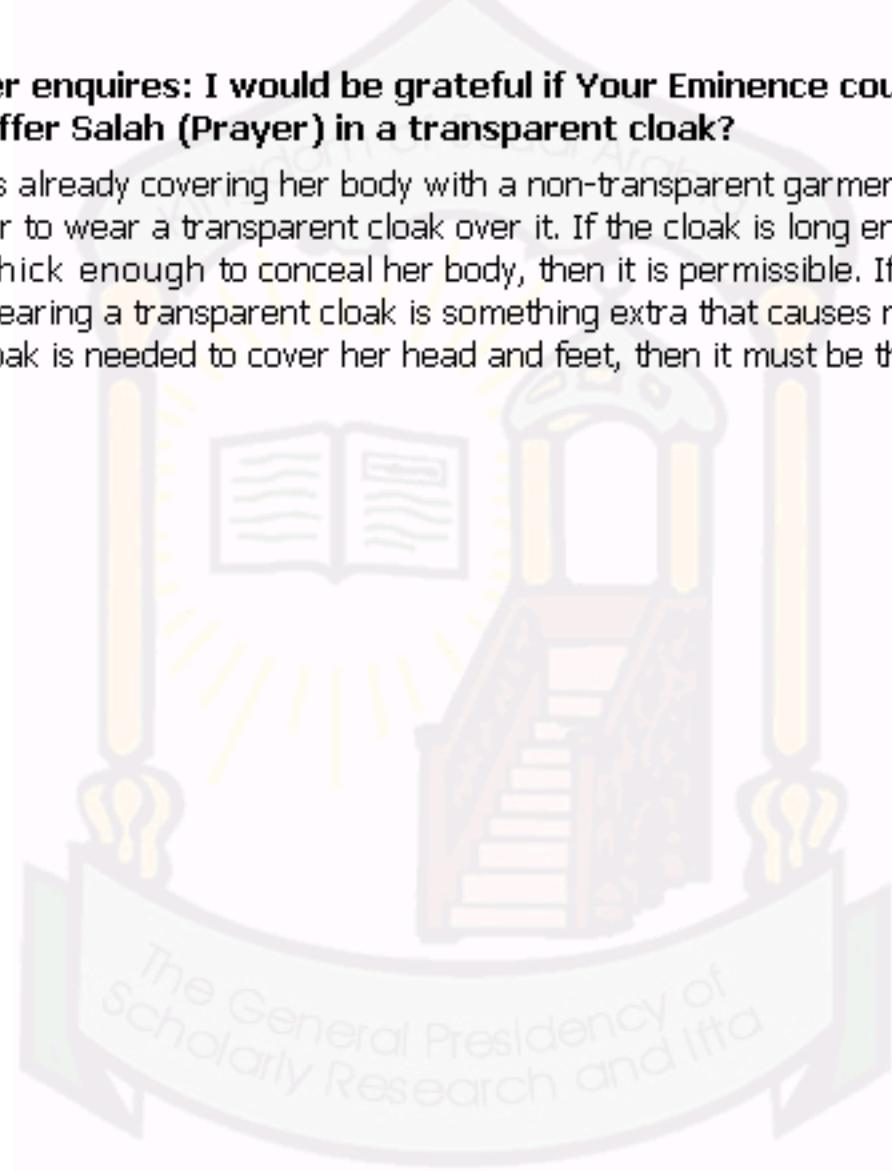 er enquires: I would be grateful if Your Eminence cou
ffer Salah (Prayer) in a transparent cloak?
s already covering her body with a non-transparent garmen
r to wear a transparent cloak over it. If the cloak is long en
hick enough to conceal her body, then it is permissible. If
earing a transparent cloak is something extra that causes n
oak is needed to cover her head and feet, then it must be th
Kingdom of Saudi Arabia
The General Presidency of
Scholarly Research and Ifta